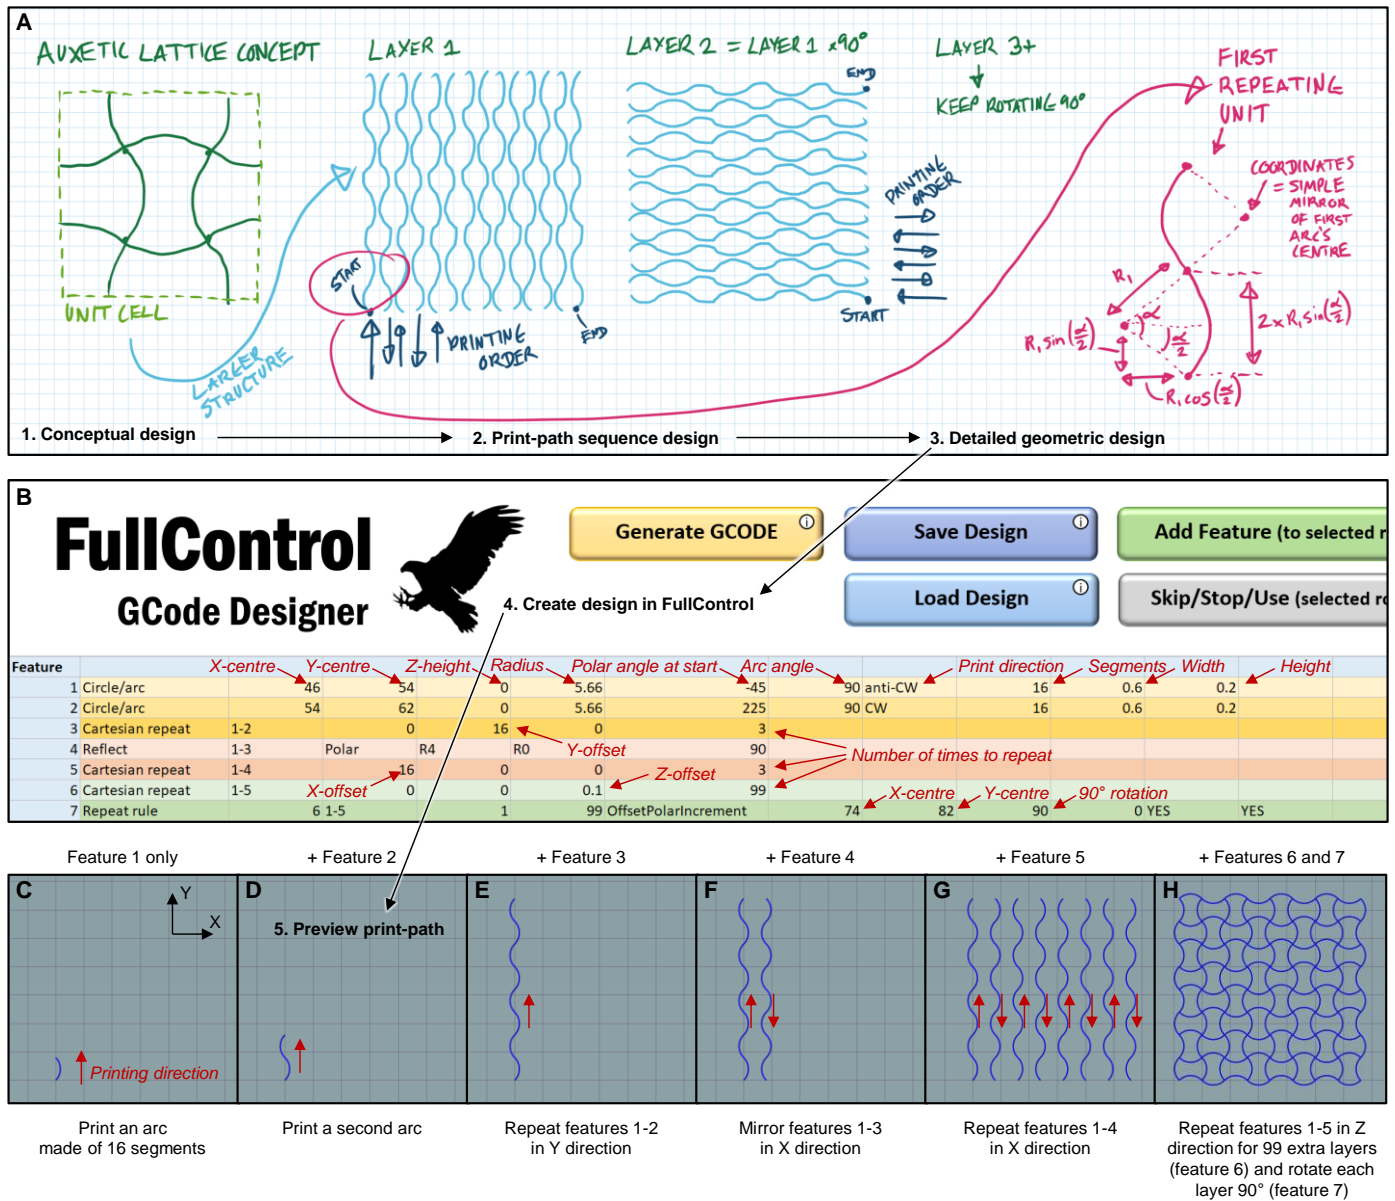 A
AUXETIC LATTICE CONCEPT
UNIT CELL
LARGER
STRUCTURE
LAYER 1
START
END
PRINTING
ORDER
LAYER 2 = LAYER 1 x90°
END
PRINTING
ORDER
START
LAYER 3+
KEEP ROTATING 90°
FIRST
REPEATING
UNIT
COORDINATES
= SIMPLE
MIRROR
OF FIRST
ARC'S
CENTRE
R₁
α
α/2
R₁ sin(α/2)
R₁ cos(α/2)
2 x R₁ sin(α/2)
1. Conceptual design
2. Print-path sequence design
3. Detailed geometric design
B
FullControl
GCode Designer
Generate GCODE
Save Design
Add Feature (to selected r
Load Design
Skip/Stop/Use (selected ro
4. Create design in FullControl
Feature X-centre Y-centre Z-height Radius Polar angle at start Arc angle Print direction Segments Width Height
1 Circle/arc 46 54 0 5.66 -45 90 anti-CW 16 0.6 0.2
2 Circle/arc 54 62 0 5.66 225 90 CW 16 0.6 0.2
3 Cartesian repeat 1-2 0 16 0 3
4 Reflect 1-3 Polar R4 R0 90
Y-offset
Number of times to repeat
5 Cartesian repeat 1-4 16 0 0 3
Z-offset
6 Cartesian repeat 1-5 0 0 0.1 99
X-offset
X-centre Y-centre 90° rotation
7 Repeat rule 6 1-5 1 99 OffsetPolarIncrement 74 82 90 0 YES YES
Feature 1 only
+ Feature 2
+ Feature 3
+ Feature 4
+ Feature 5
+ Features 6 and 7
C
Y
X
Printing direction
D
5. Preview print-path
E
F
G
H
Print an arc
made of 16 segments
Print a second arc
Repeat features 1-2
in Y direction
Mirror features 1-3
in X direction
Repeat features 1-4
in X direction
Repeat features 1-5 in Z
direction for 99 extra layers
(feature 6) and rotate each
layer 90° (feature 7)